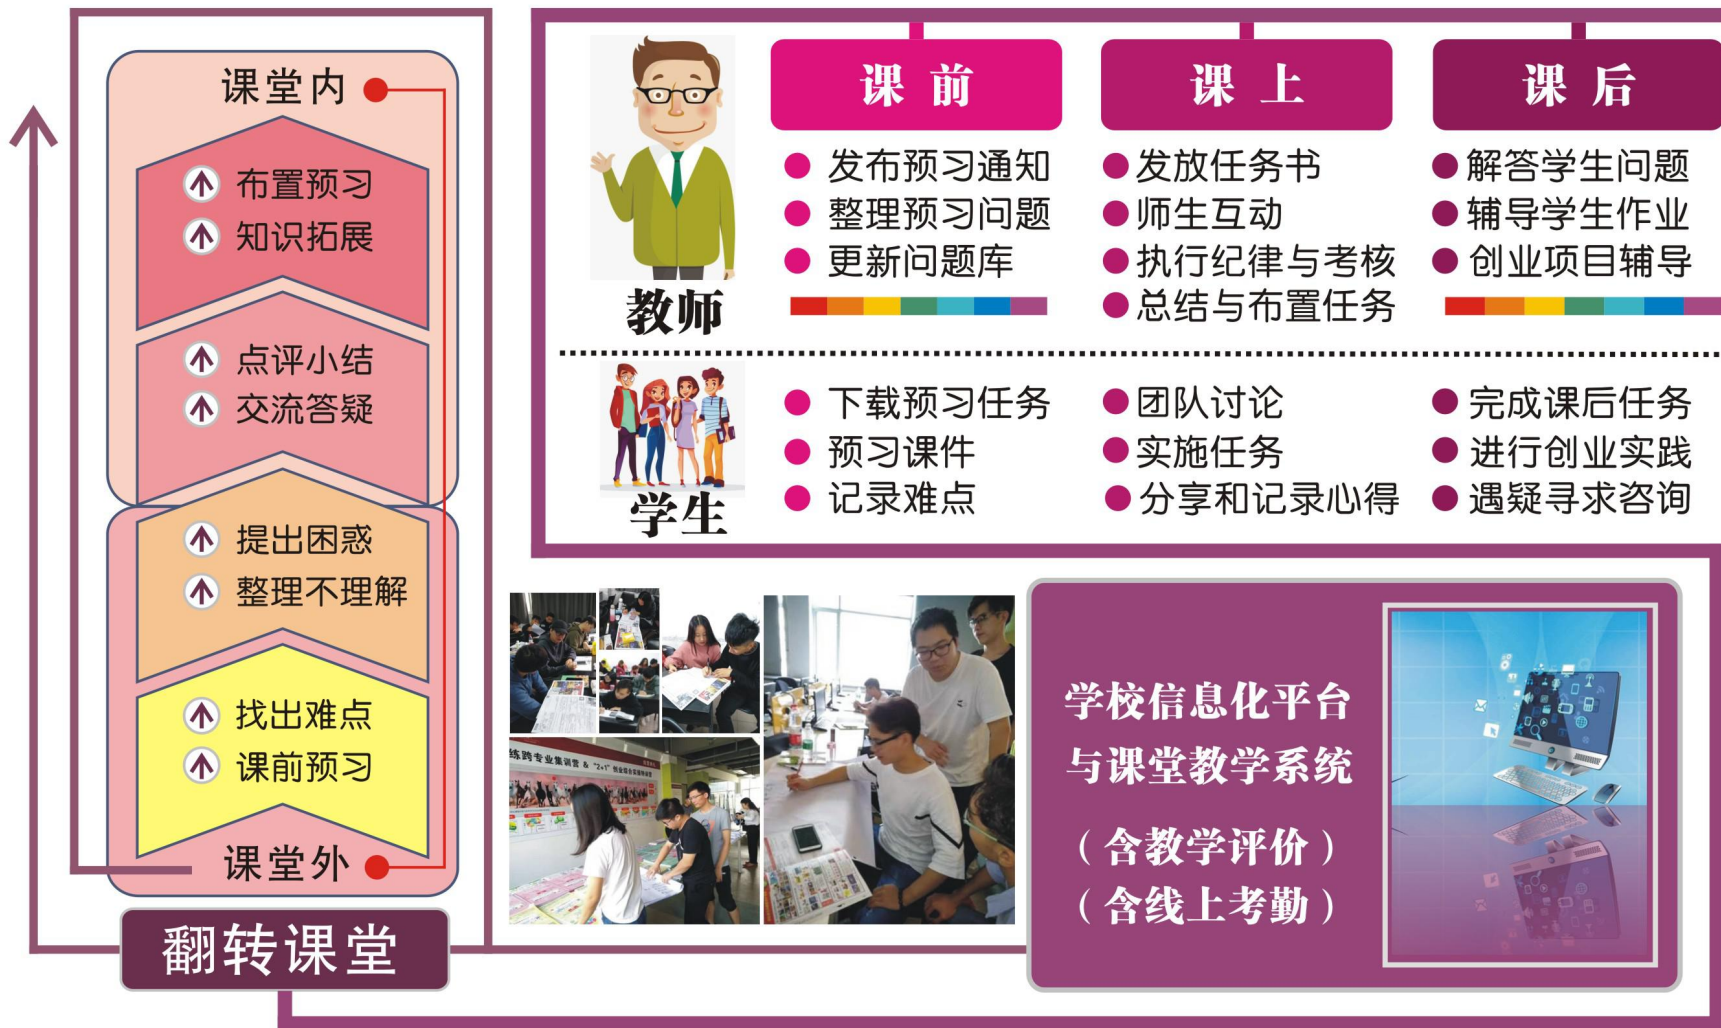 课堂内
布置预习
知识拓展
点评小结
交流答疑
提出困惑
整理不理解
找出难点
课前预习
课堂外
翻转课堂
课前
课上
课后
教师
发布预习通知
整理预习问题
更新问题库
发放任务书
师生互动
执行纪律与考核
总结与布置任务
解答学生问题
辅导学生作业
创业项目辅导
学生
下载预习任务
预习课件
记录难点
团队讨论
实施任务
分享和记录心得
完成课后任务
进行创业实践
遇疑寻求咨询
练跨专业集训营 & "2+1"
学校信息化平台
与课堂教学系统
（含教学评价）
（含线上考勤）